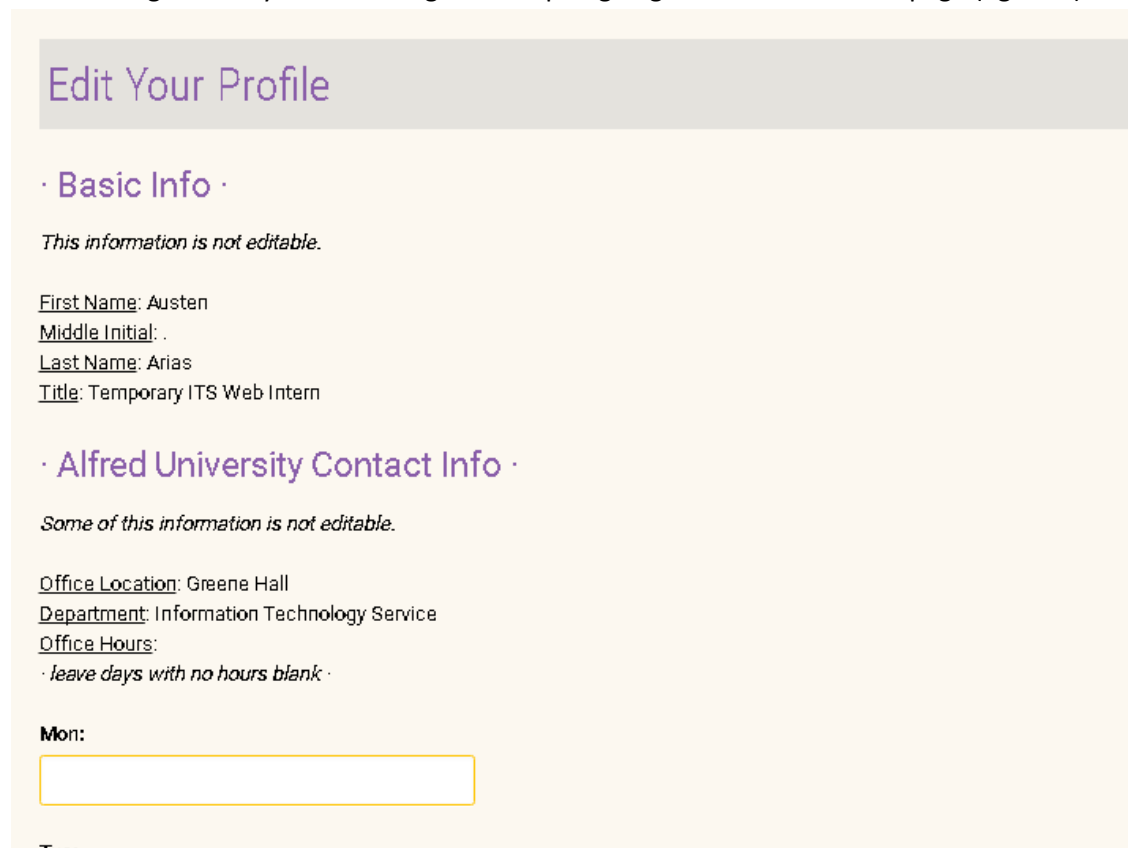 Edit Your Profile
· Basic Info ·
This information is not editable.
First Name: Austen
Middle Initial: .
Last Name: Arias
Title: Temporary ITS Web Intern
· Alfred University Contact Info ·
Some of this information is not editable.
Office Location: Greene Hall
Department: Information Technology Service
Office Hours:
· leave days with no hours blank ·
Mon: